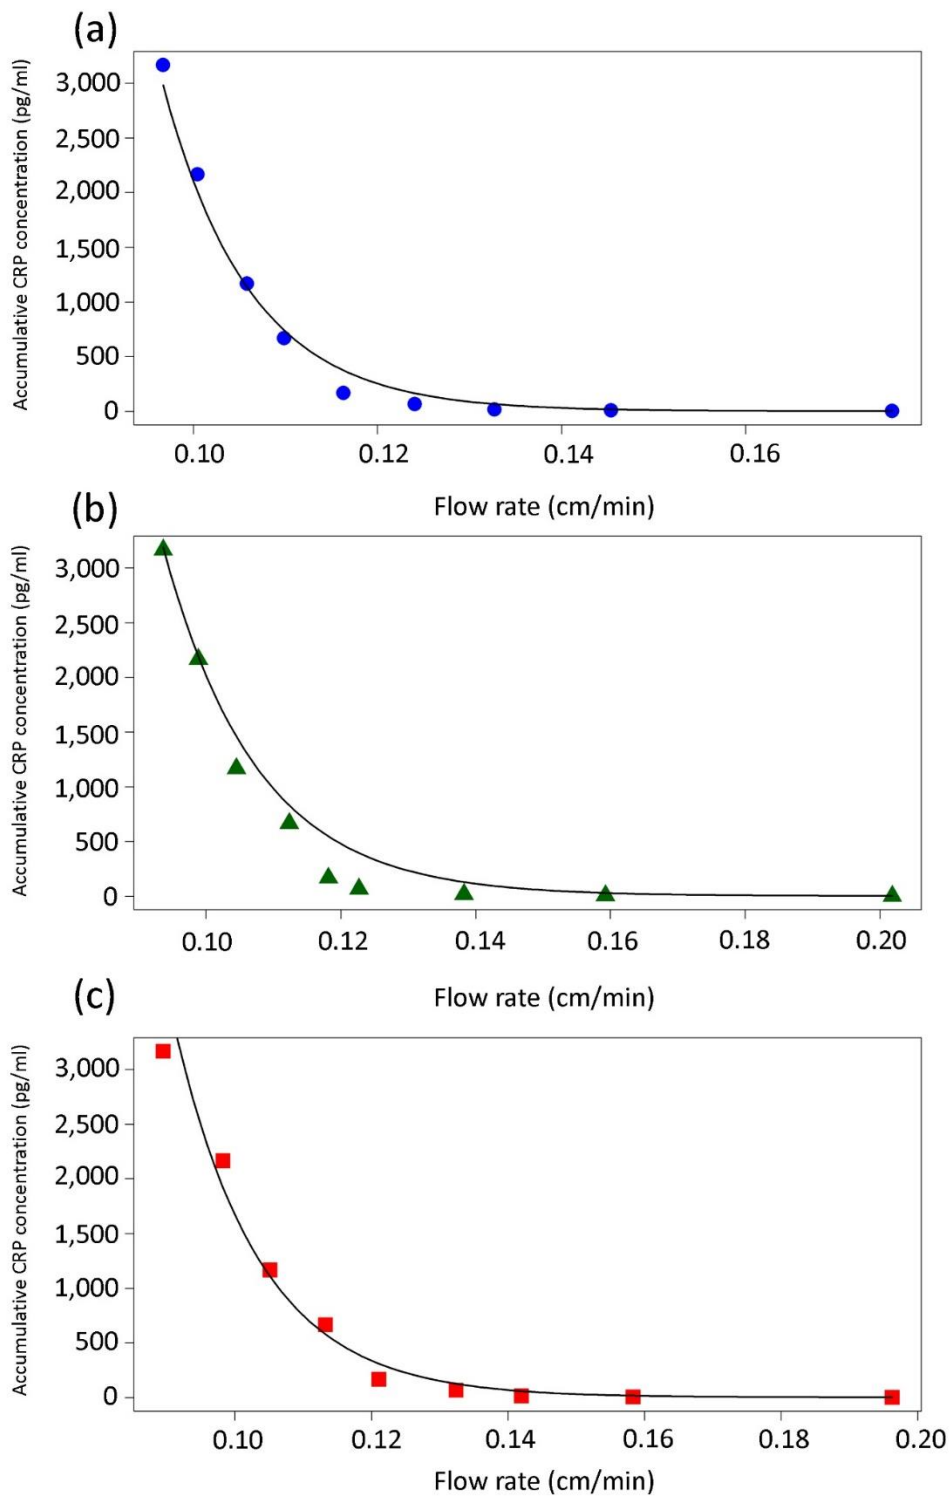 (a)
Accumulative CRP concentration (pg/ml)
3,000
2,500
2,000
1,500
1,000
500
0
0.10 0.12 0.14 0.16
Flow rate (cm/min)
(b)
Accumulative CRP concentration (pg/ml)
3,000
2,500
2,000
1,500
1,000
500
0
0.10 0.12 0.14 0.16 0.18 0.20
Flow rate (cm/min)
(c)
Accumulative CRP concentration (pg/ml)
3,000
2,500
2,000
1,500
1,000
500
0
0.10 0.12 0.14 0.16 0.18 0.20
Flow rate (cm/min)